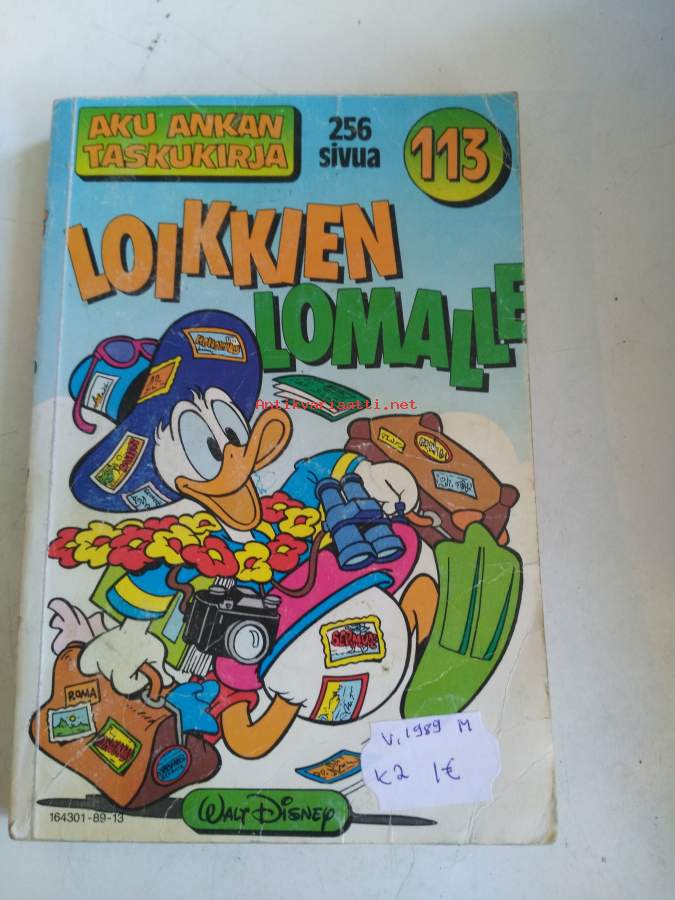 AKU ANKAN
TASKUKIRJA
256
sivua
113
LOIKKIEN
LOMALLE
Antikvariaatti.net
ROMA
BERMUDA
V. 1989 M
K2 1€
WALT DISNEY
164301-89-13